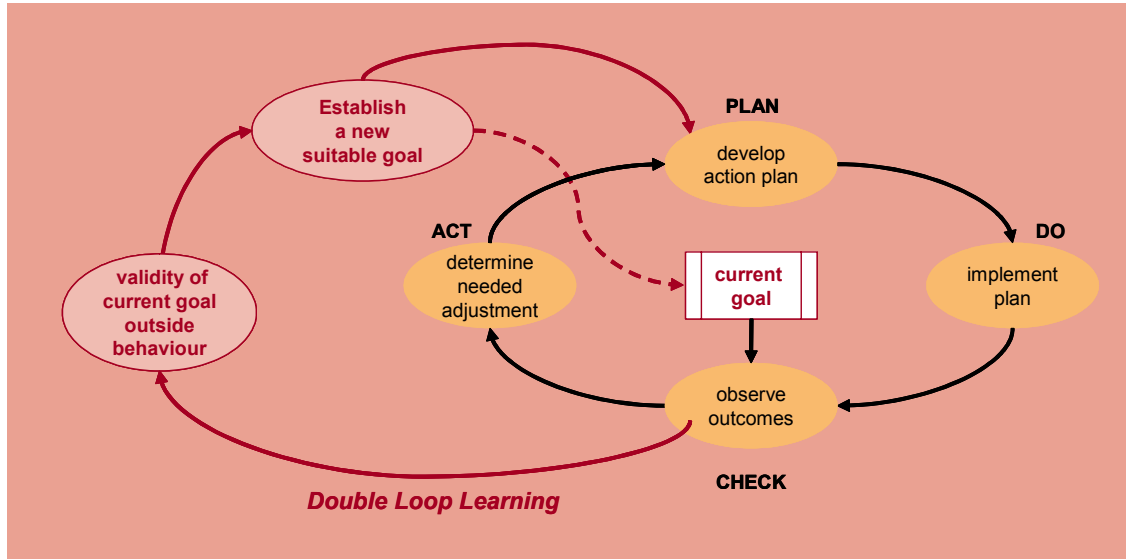 Establish
a new
suitable goal
PLAN
develop
action plan
ACT
determine
needed
adjustment
DO
implement
plan
current
goal
validity of
current goal
outside
behaviour
observe
outcomes
CHECK
Double Loop Learning